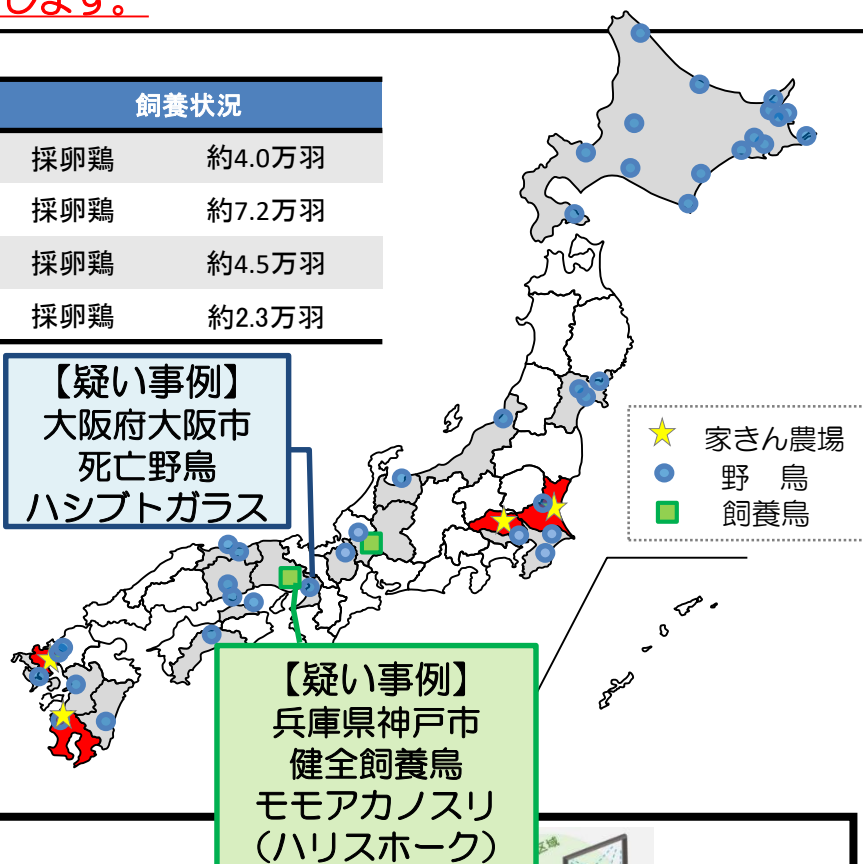 します。
飼養状況
採卵鶏 約4.0万羽
採卵鶏 約7.2万羽
採卵鶏 約4.5万羽
採卵鶏 約2.3万羽
【疑い事例】
大阪府大阪市
死亡野鳥
ハシブトガラス
家きん農場
野 鳥
飼養鳥
【疑い事例】
兵庫県神戸市
健全飼養鳥
モモアカノスリ
（ハリスホーク）
区域